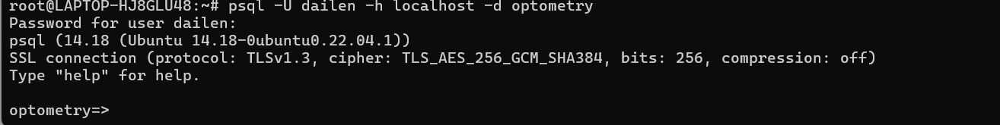 root@LAPTOP-HJ8GLU48:~# psql -U dailen -h localhost -d optometry
Password for user dailen:
psql (14.18 (Ubuntu 14.18-0ubuntu0.22.04.1))
SSL connection (protocol: TLSv1.3, cipher: TLS_AES_256_GCM_SHA384, bits: 256, compression: off)
Type "help" for help.
optometry=>